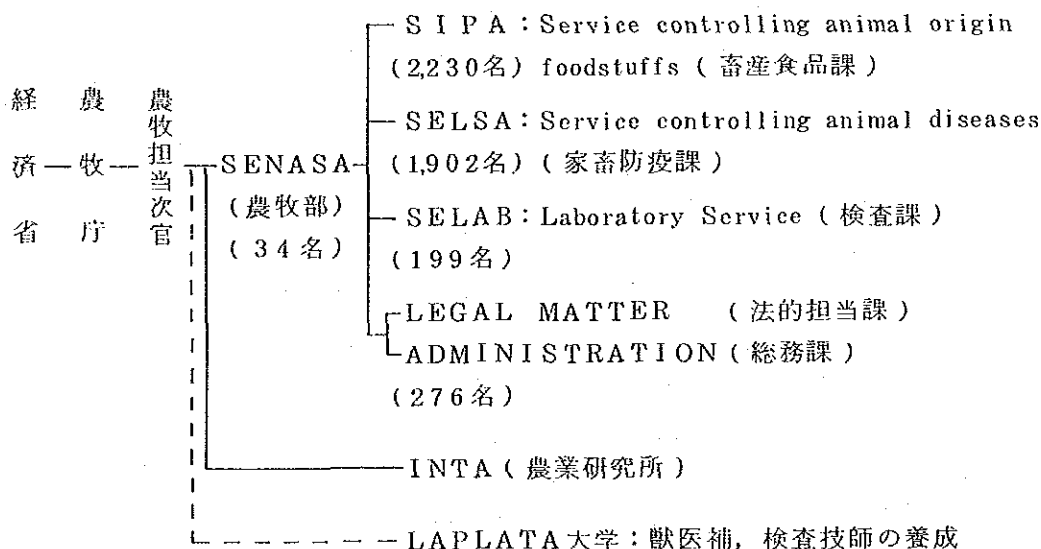 経済省
農牧庁
農牧担当次官
SENASA
(農牧部)
(34名)
SIPA:Service controlling animal origin
(2,230名) foodstuffs (畜産食品課)
SELSA:Service controlling animal diseases
(1,902名) (家畜防疫課)
SELAB:Laboratory Service (検査課)
(199名)
LEGAL MATTER (法的担当課)
ADMINISTRATION (総務課)
(276名)
INTA (農業研究所)
LAPLATA大学:獣医補,検査技師の養成